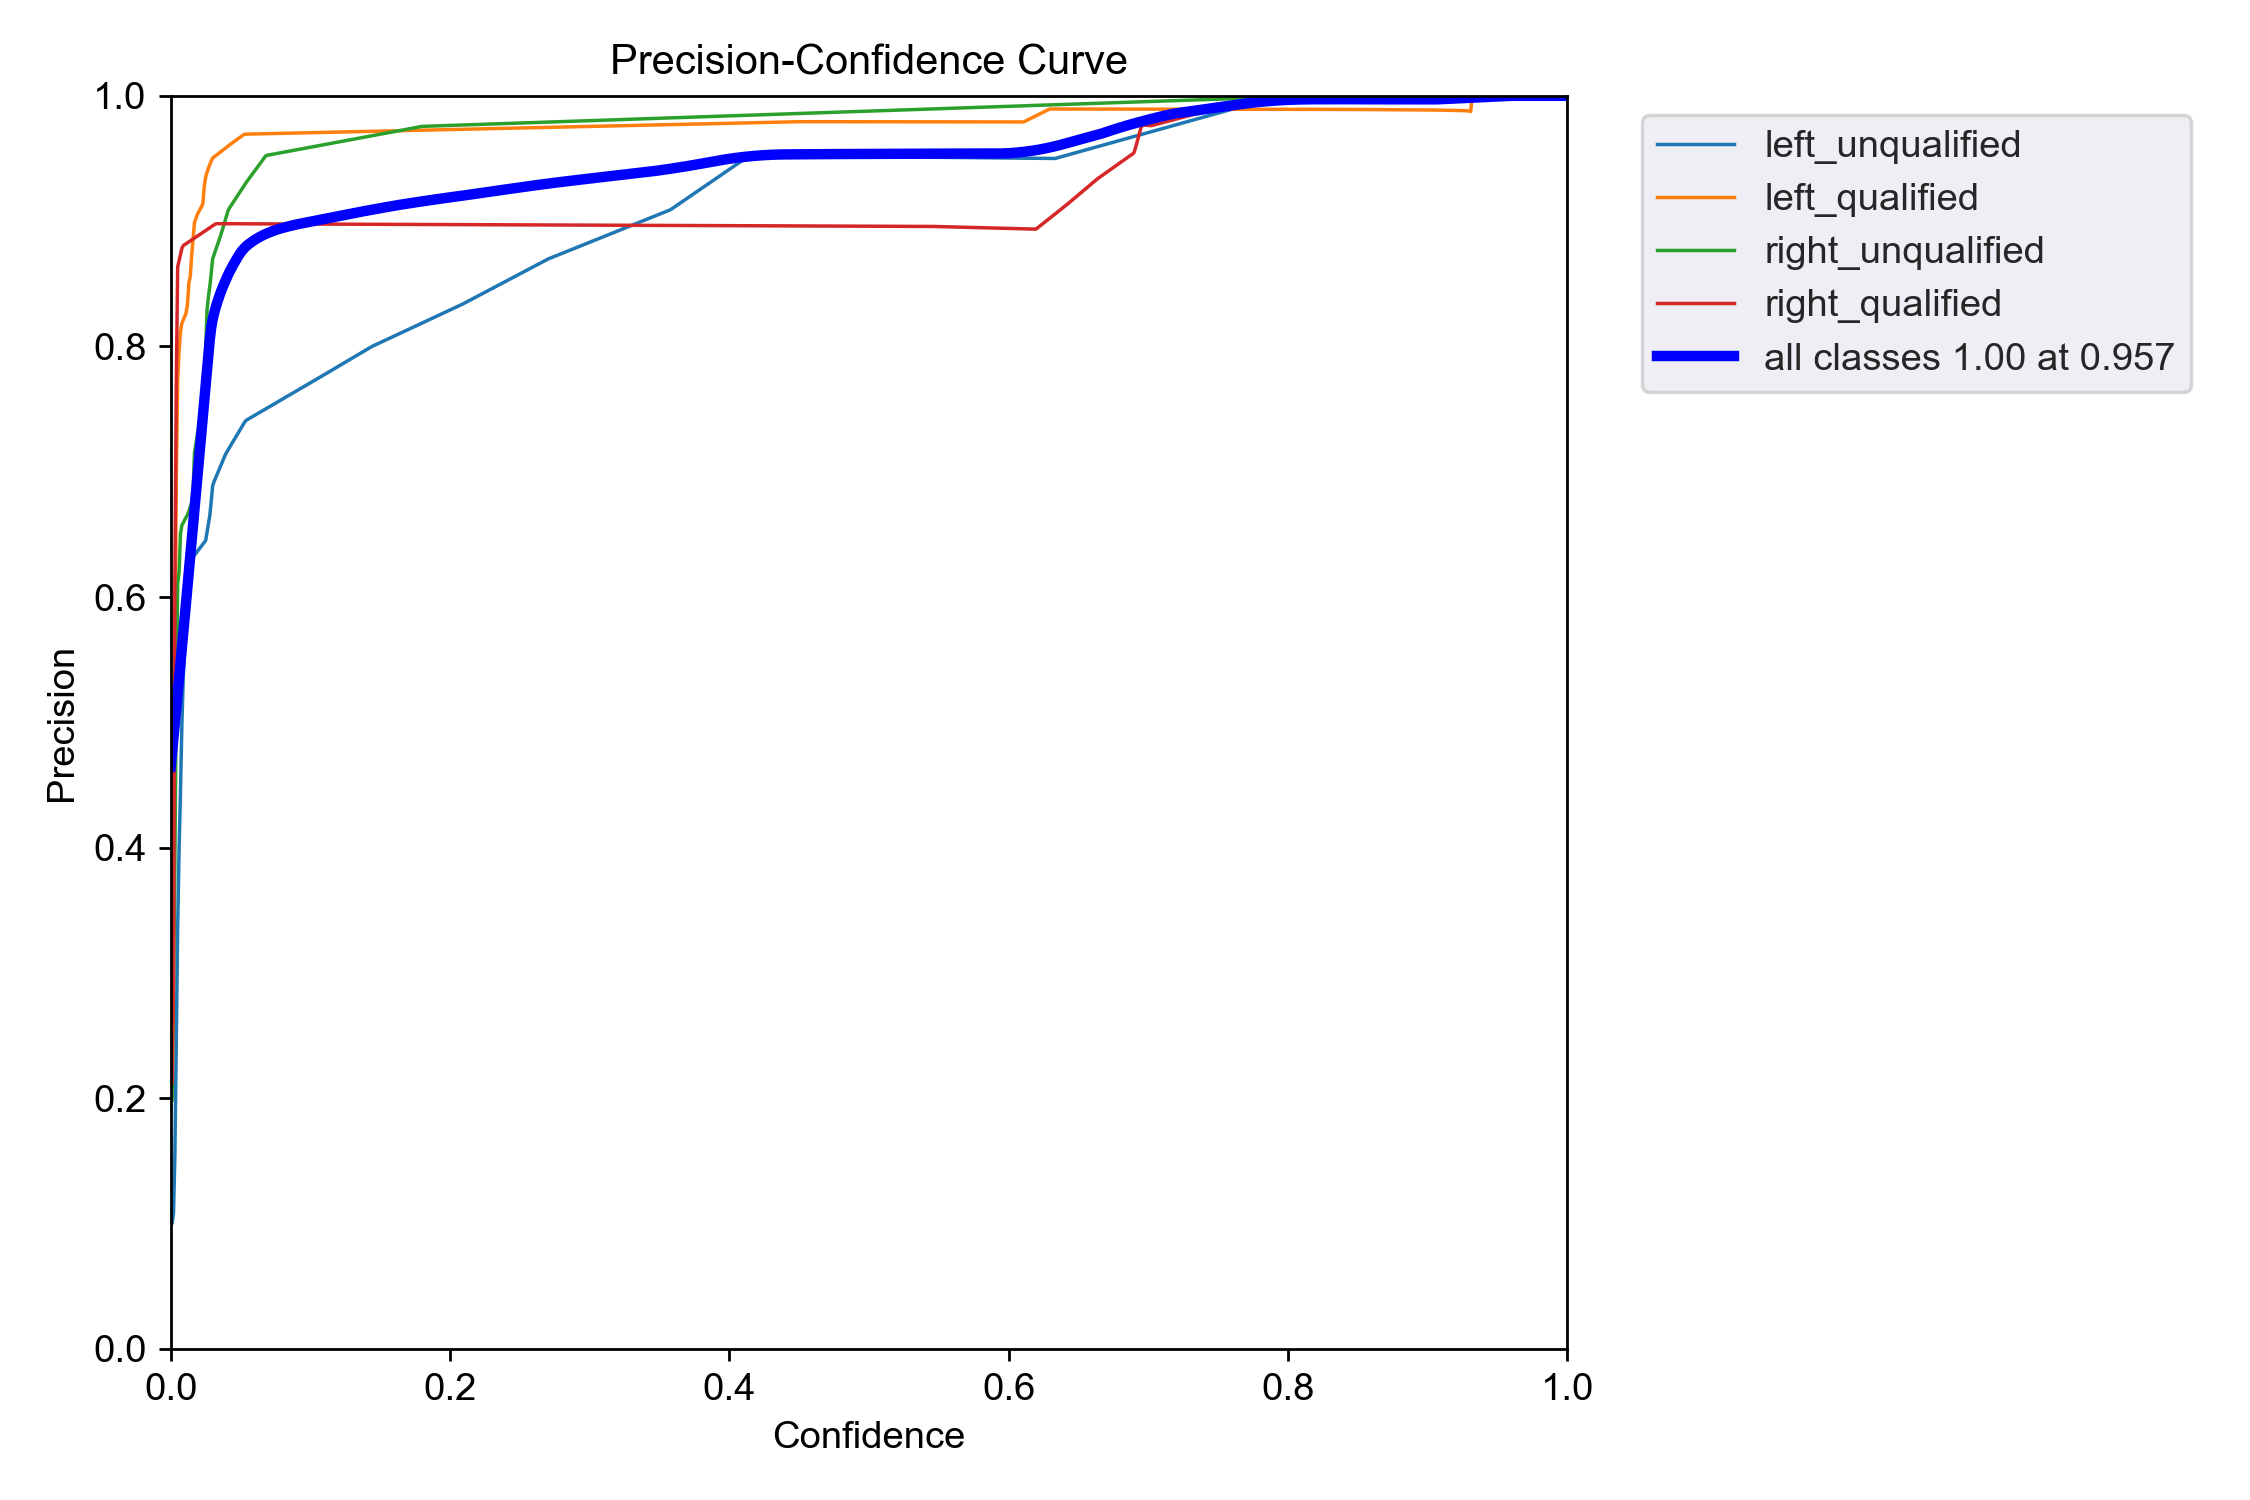 Precision-Confidence Curve
1.0
0.8
0.6
0.4
0.2
0.0
Precision
0.0 0.2 0.4 0.6 0.8 1.0
Confidence
left_unqualified
left_qualified
right_unqualified
right_qualified
all classes 1.00 at 0.957